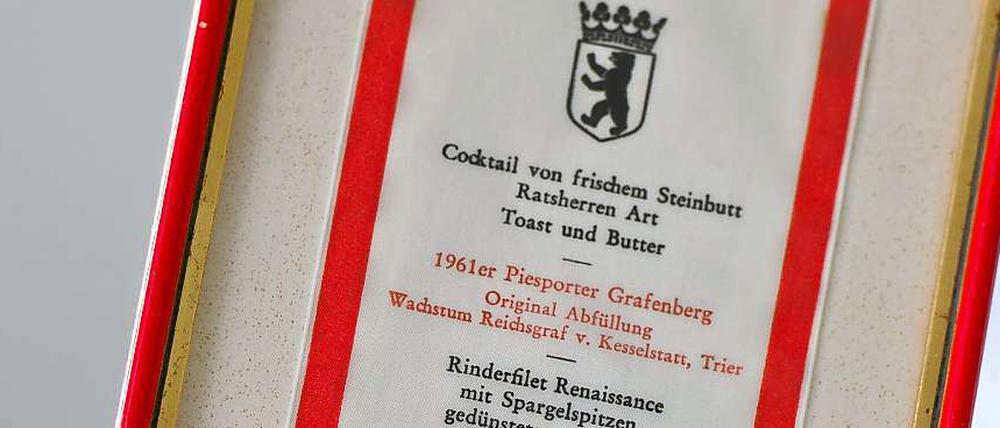 Cocktail von frischem Steinbutt
Ratsherren Art
Toast und Butter
1961er Piesporter Grafenberg
Original Abfüllung
Wachstum Reichsgraf v. Kesselstatt, Trier
Rinderfilet Renaissance
mit Spargelspitzen